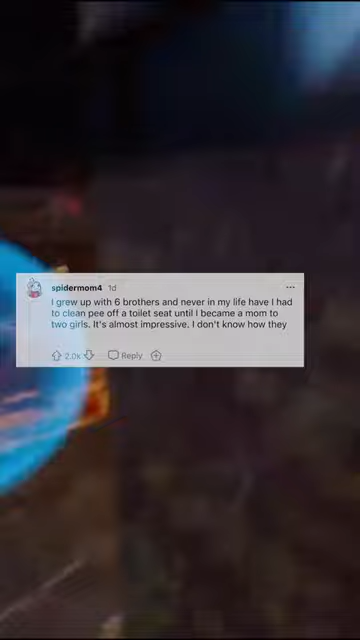 spidermom4 1d
I grew up with 6 brothers and never in my life have I had
to clean pee off a toilet seat until I became a mom to
two girls. It's almost impressive. I don't know how they
2.0k Reply